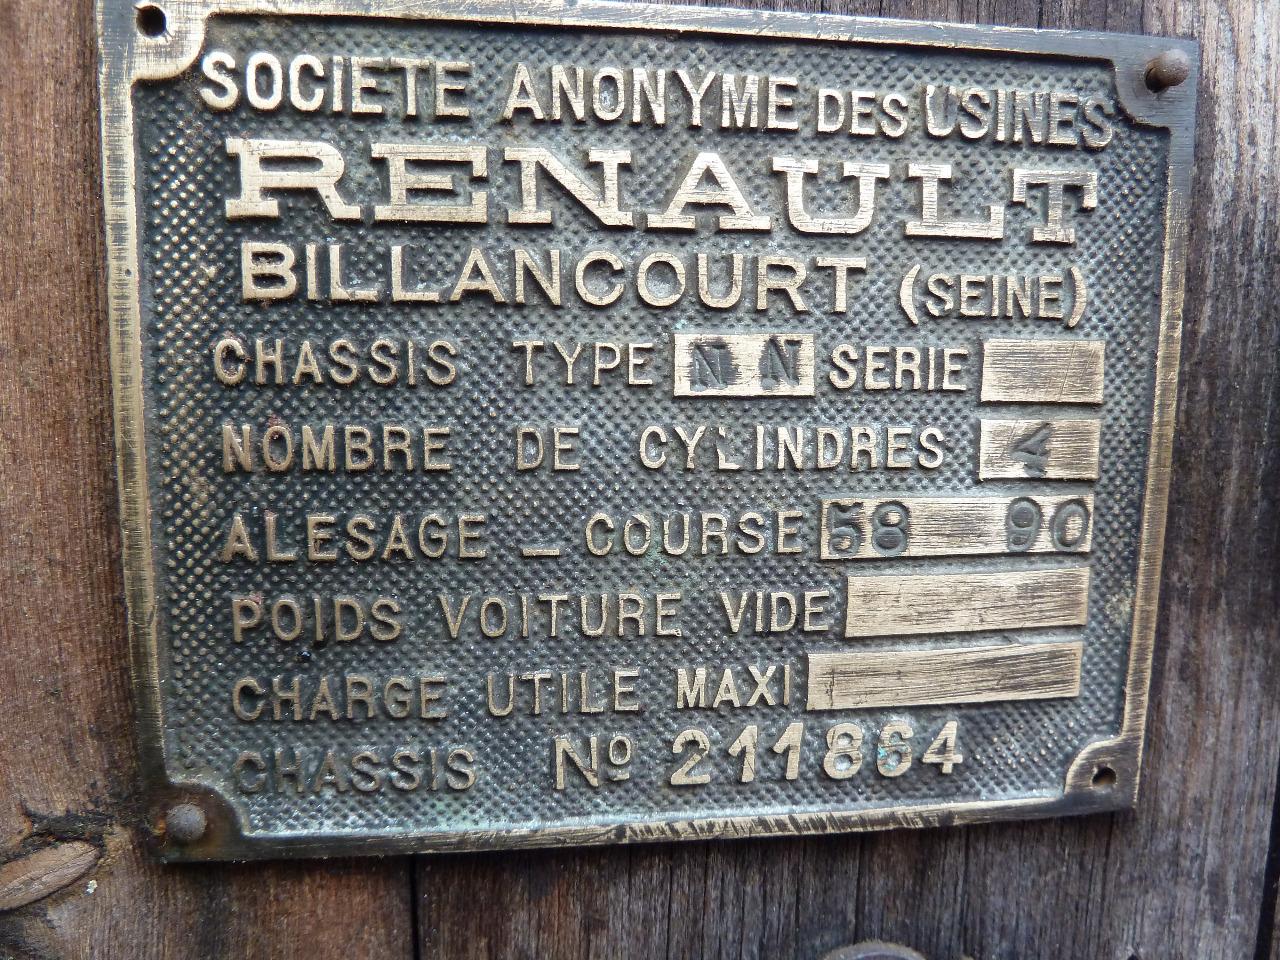 SOCIETE ANONYME DES USINES
RENAULT
BILLANCOURT (SEINE)
CHASSIS TYPE NN SERIE
NOMBRE DE CYLINDRES 4
ALESAGE _ COURSE 58 90
POIDS VOITURE VIDE
CHARGE UTILE MAXI
CHASSIS Nº 211864